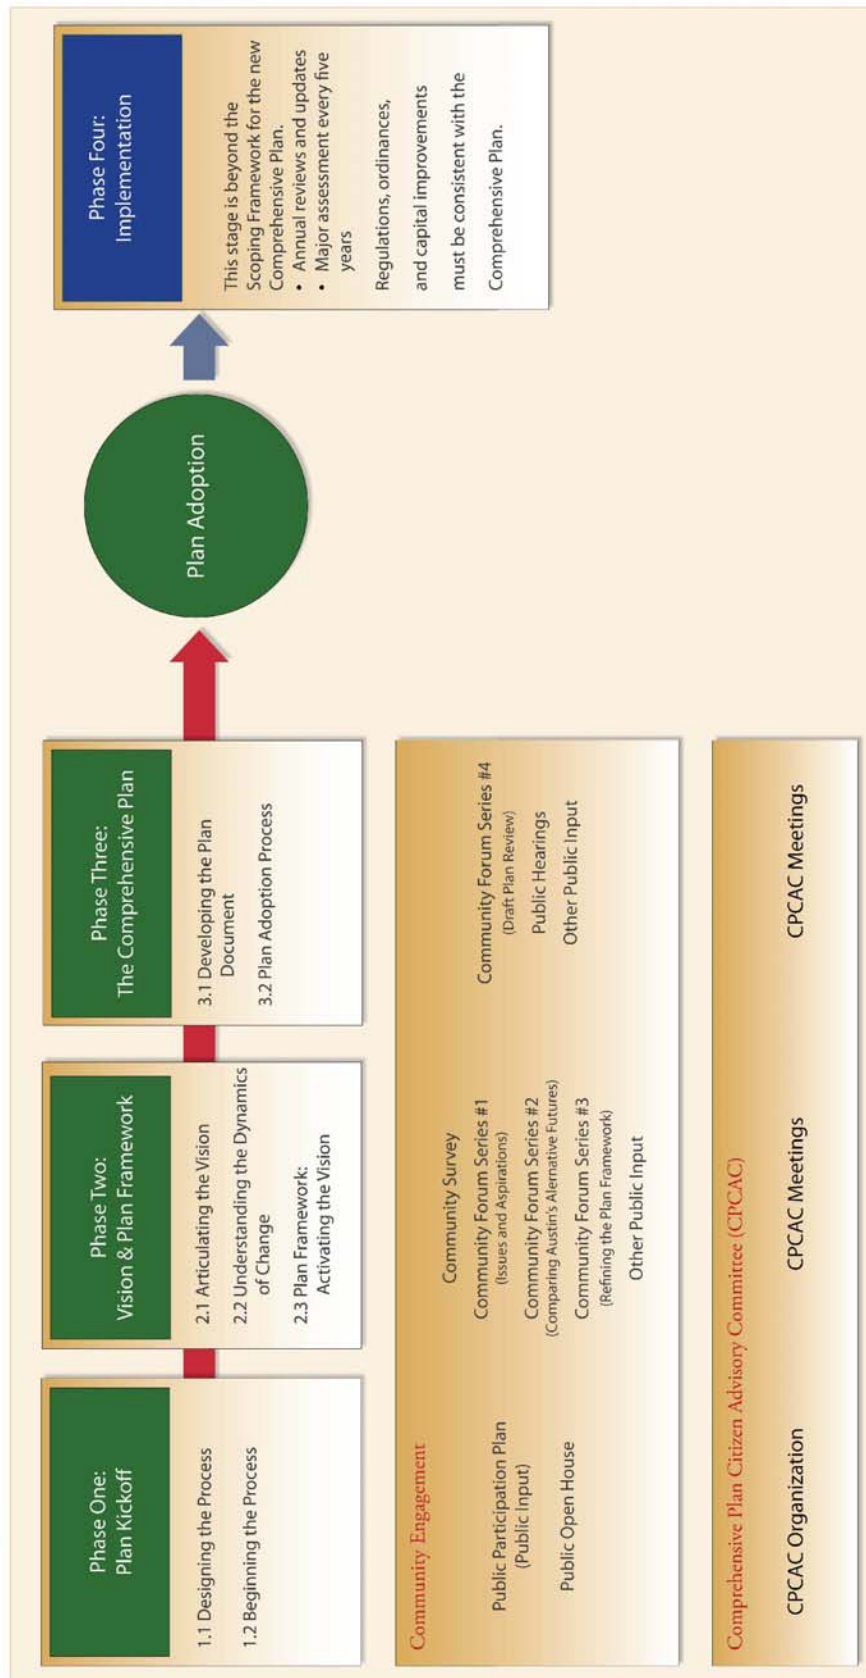 Phase One:
Plan Kickoff
1.1 Designing the Process
1.2 Beginning the Process
Phase Two:
Vision & Plan Framework
2.1 Articulating the Vision
2.2 Understanding the Dynamics
of Change
2.3 Plan Framework:
Activating the Vision
Phase Three:
The Comprehensive Plan
3.1 Developing the Plan
Document
3.2 Plan Adoption Process
Plan Adoption
Phase Four:
Implementation
This stage is beyond the
Scoping Framework for the new
Comprehensive Plan.
• Annual reviews and updates
• Major assessment every five
years
Regulations, ordinances,
and capital improvements
must be consistent with the
Comprehensive Plan.
Community Engagement
Public Participation Plan
(Public Input)
Public Open House
Community Survey
Community Forum Series #1
(Issues and Aspirations)
Community Forum Series #2
(Comparing Austin's Alernative Futures)
Community Forum Series #3
(Refining the Plan Framework)
Other Public Input
Community Forum Series #4
(Draft Plan Review)
Public Hearings
Other Public Input
Comprehensive Plan Citizen Advisory Committee (CPCAC)
CPCAC Organization
CPCAC Meetings
CPCAC Meetings